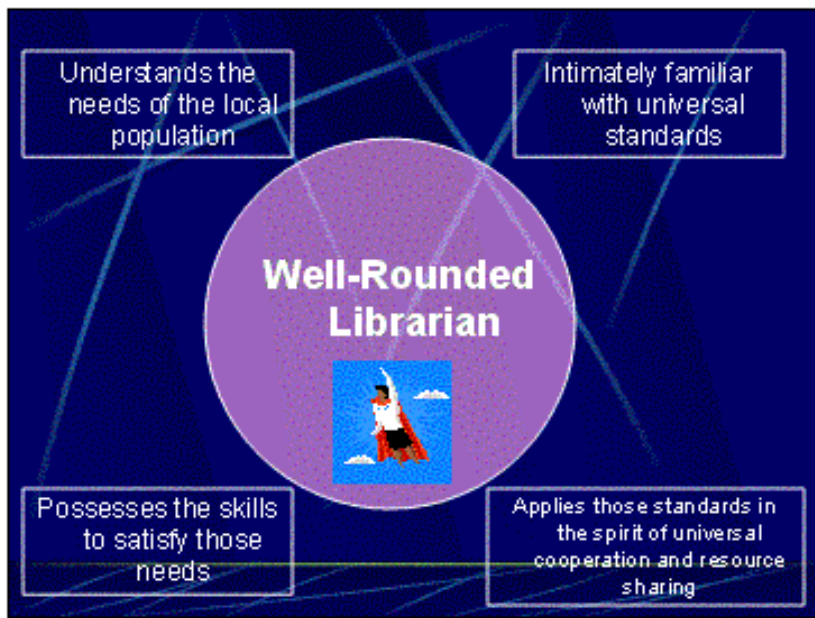 Understands the
needs of the local
population
Intimately familiar
with universal
standards
Well-Rounded
Librarian
Possesses the skills
to satisfy those
needs
Applies those standards in
the spirit of universal
cooperation and resource
sharing